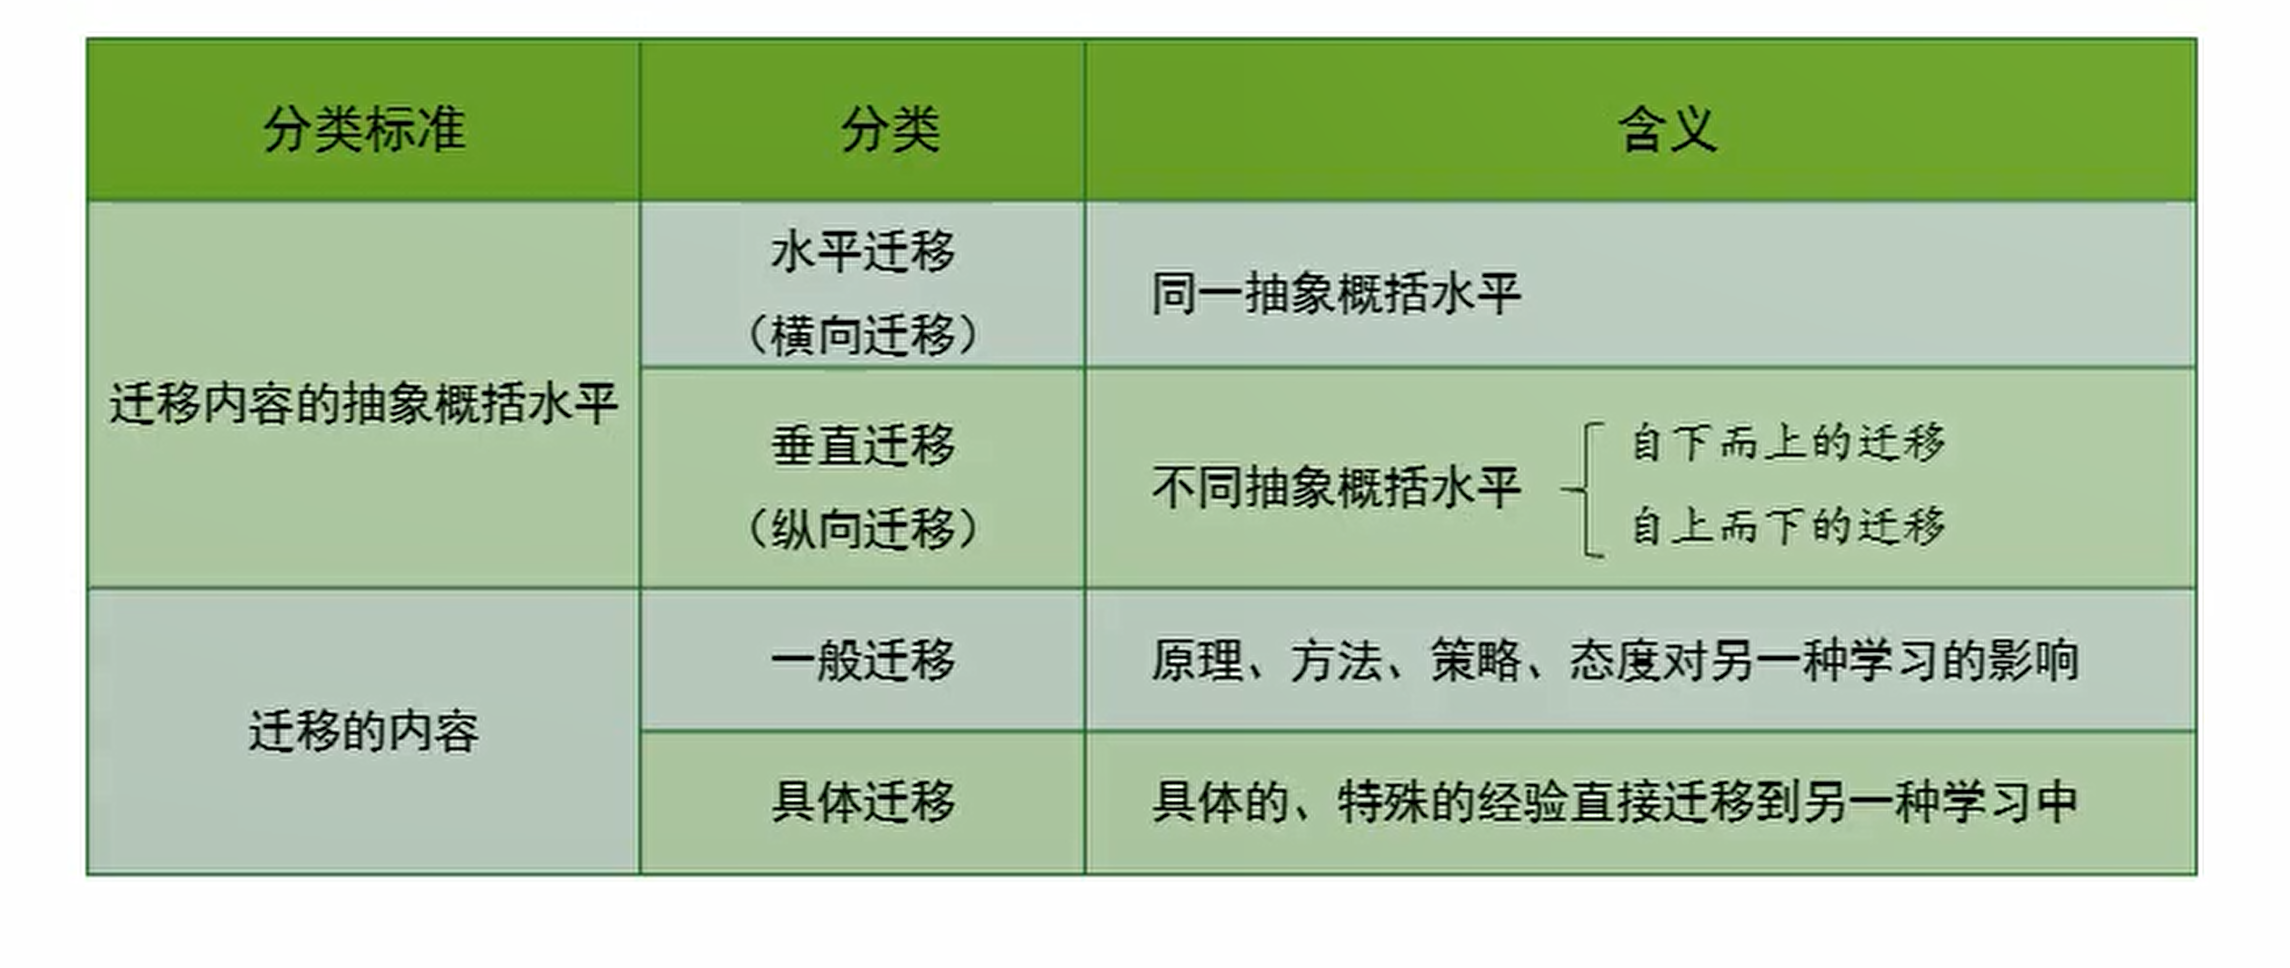 分类标准
分类
含义
迁移内容的抽象概括水平
水平迁移
（横向迁移）
同一抽象概括水平
垂直迁移
（纵向迁移）
不同抽象概括水平
自下而上的迁移
自上而下的迁移
迁移的内容
一般迁移
原理、方法、策略、态度对另一种学习的影响
具体迁移
具体的、特殊的经验直接迁移到另一种学习中